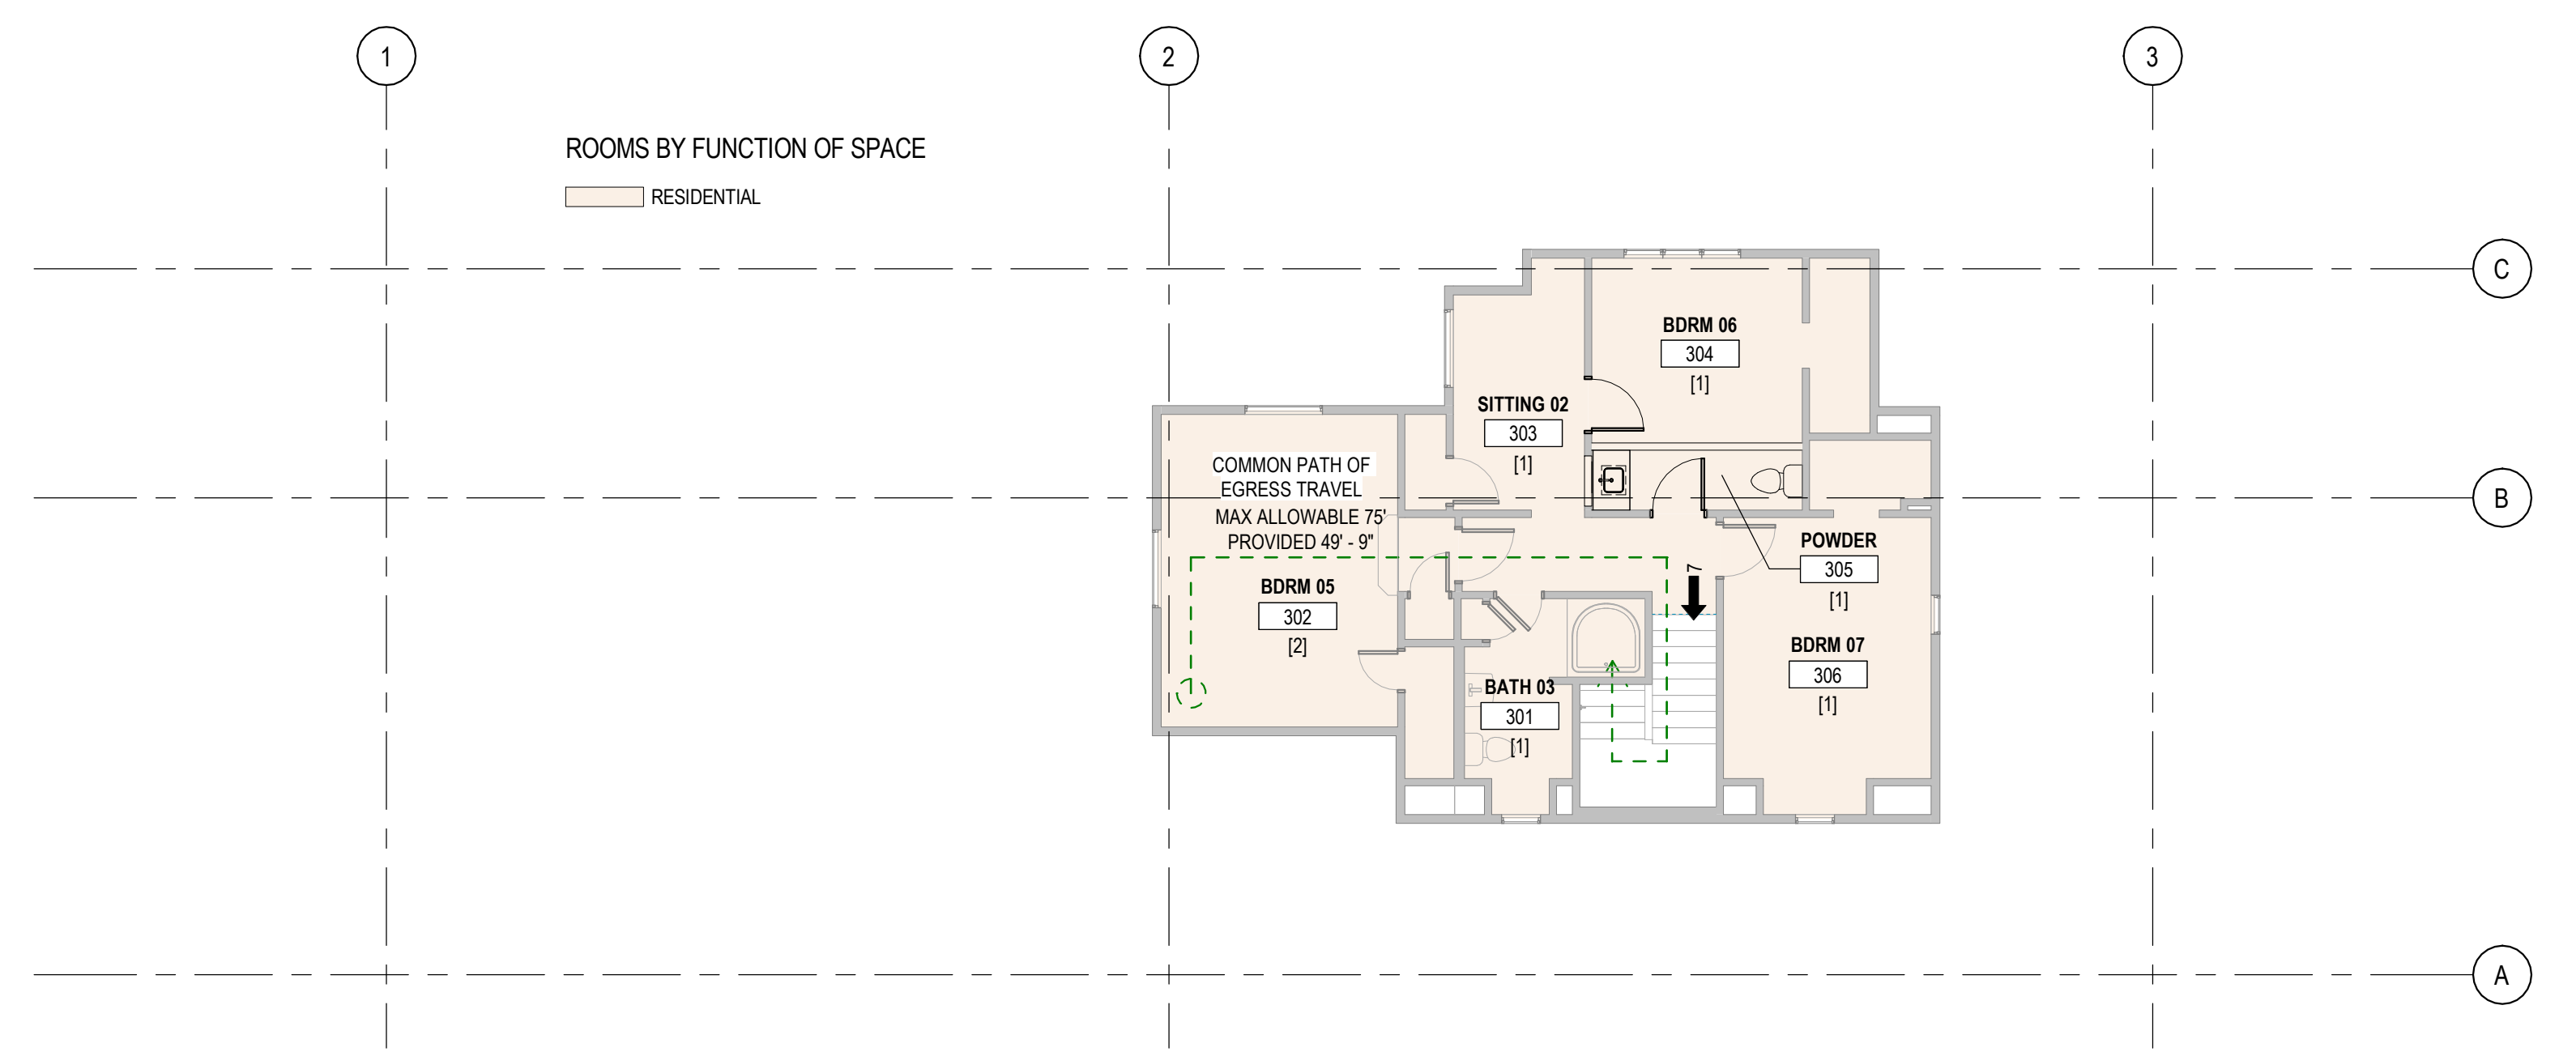 1
2
3
ROOMS BY FUNCTION OF SPACE
RESIDENTIAL
C
BDRM 06
304
[1]
SITTING 02
303
[1]
COMMON PATH OF
EGRESS TRAVEL
MAX ALLOWABLE 75'
PROVIDED 49' - 9"
B
POWDER
305
[1]
7
BDRM 05
302
[2]
BDRM 07
306
[1]
BATH 03
301
[1]
A